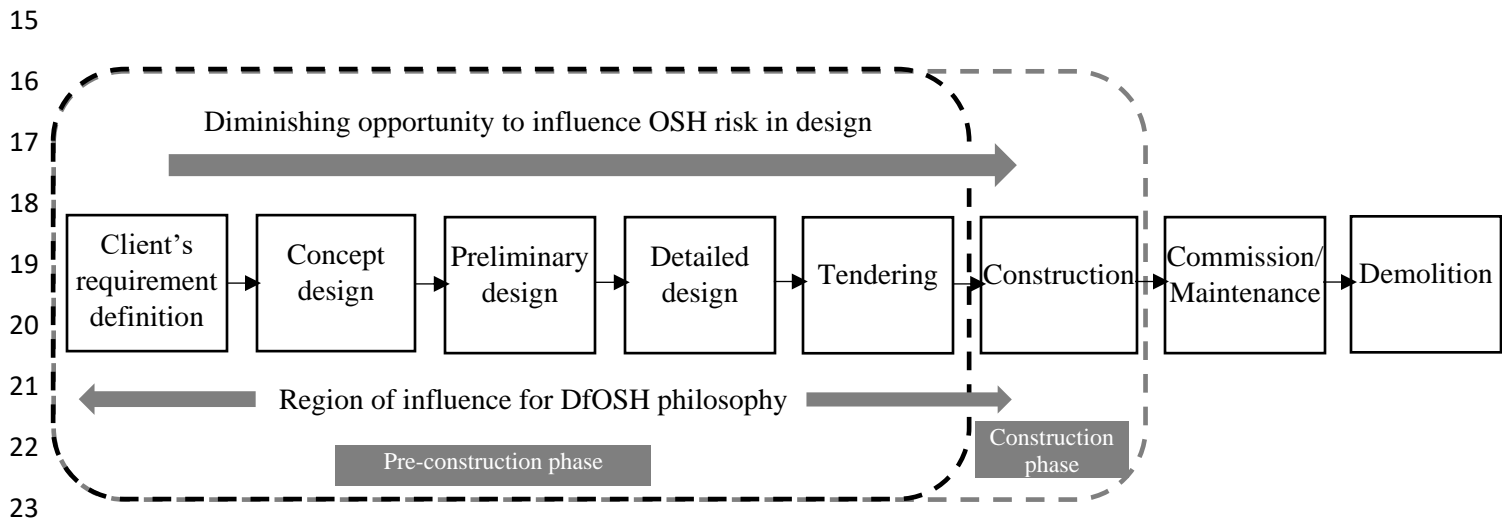 15
16
Diminishing opportunity to influence OSH risk in design
17
18
Client's
requirement
definition
Concept
design
Preliminary
design
Detailed
design
Tendering
Construction
Commission/
Maintenance
Demolition
19
20
21
Region of influence for DfOSH philosophy
22
Pre-construction phase
Construction
phase
23